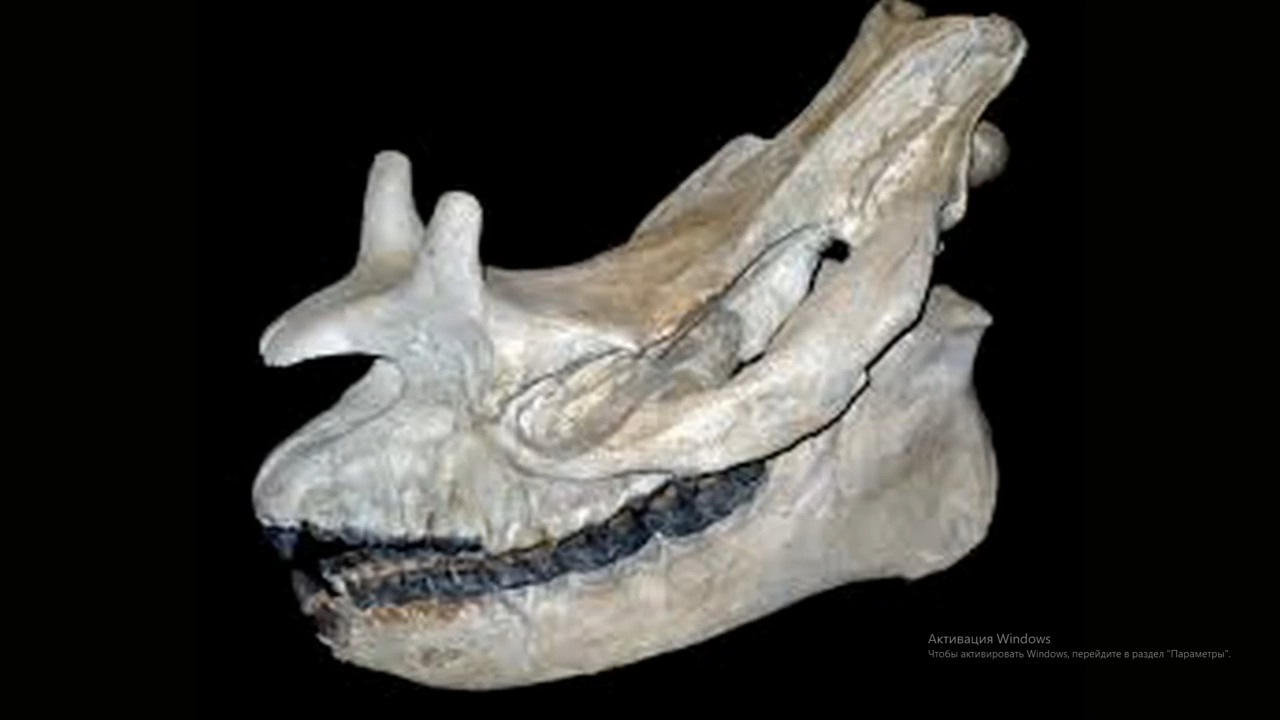 Активация Windows
Чтобы активировать Windows, перейдите в раздел "Параметры".